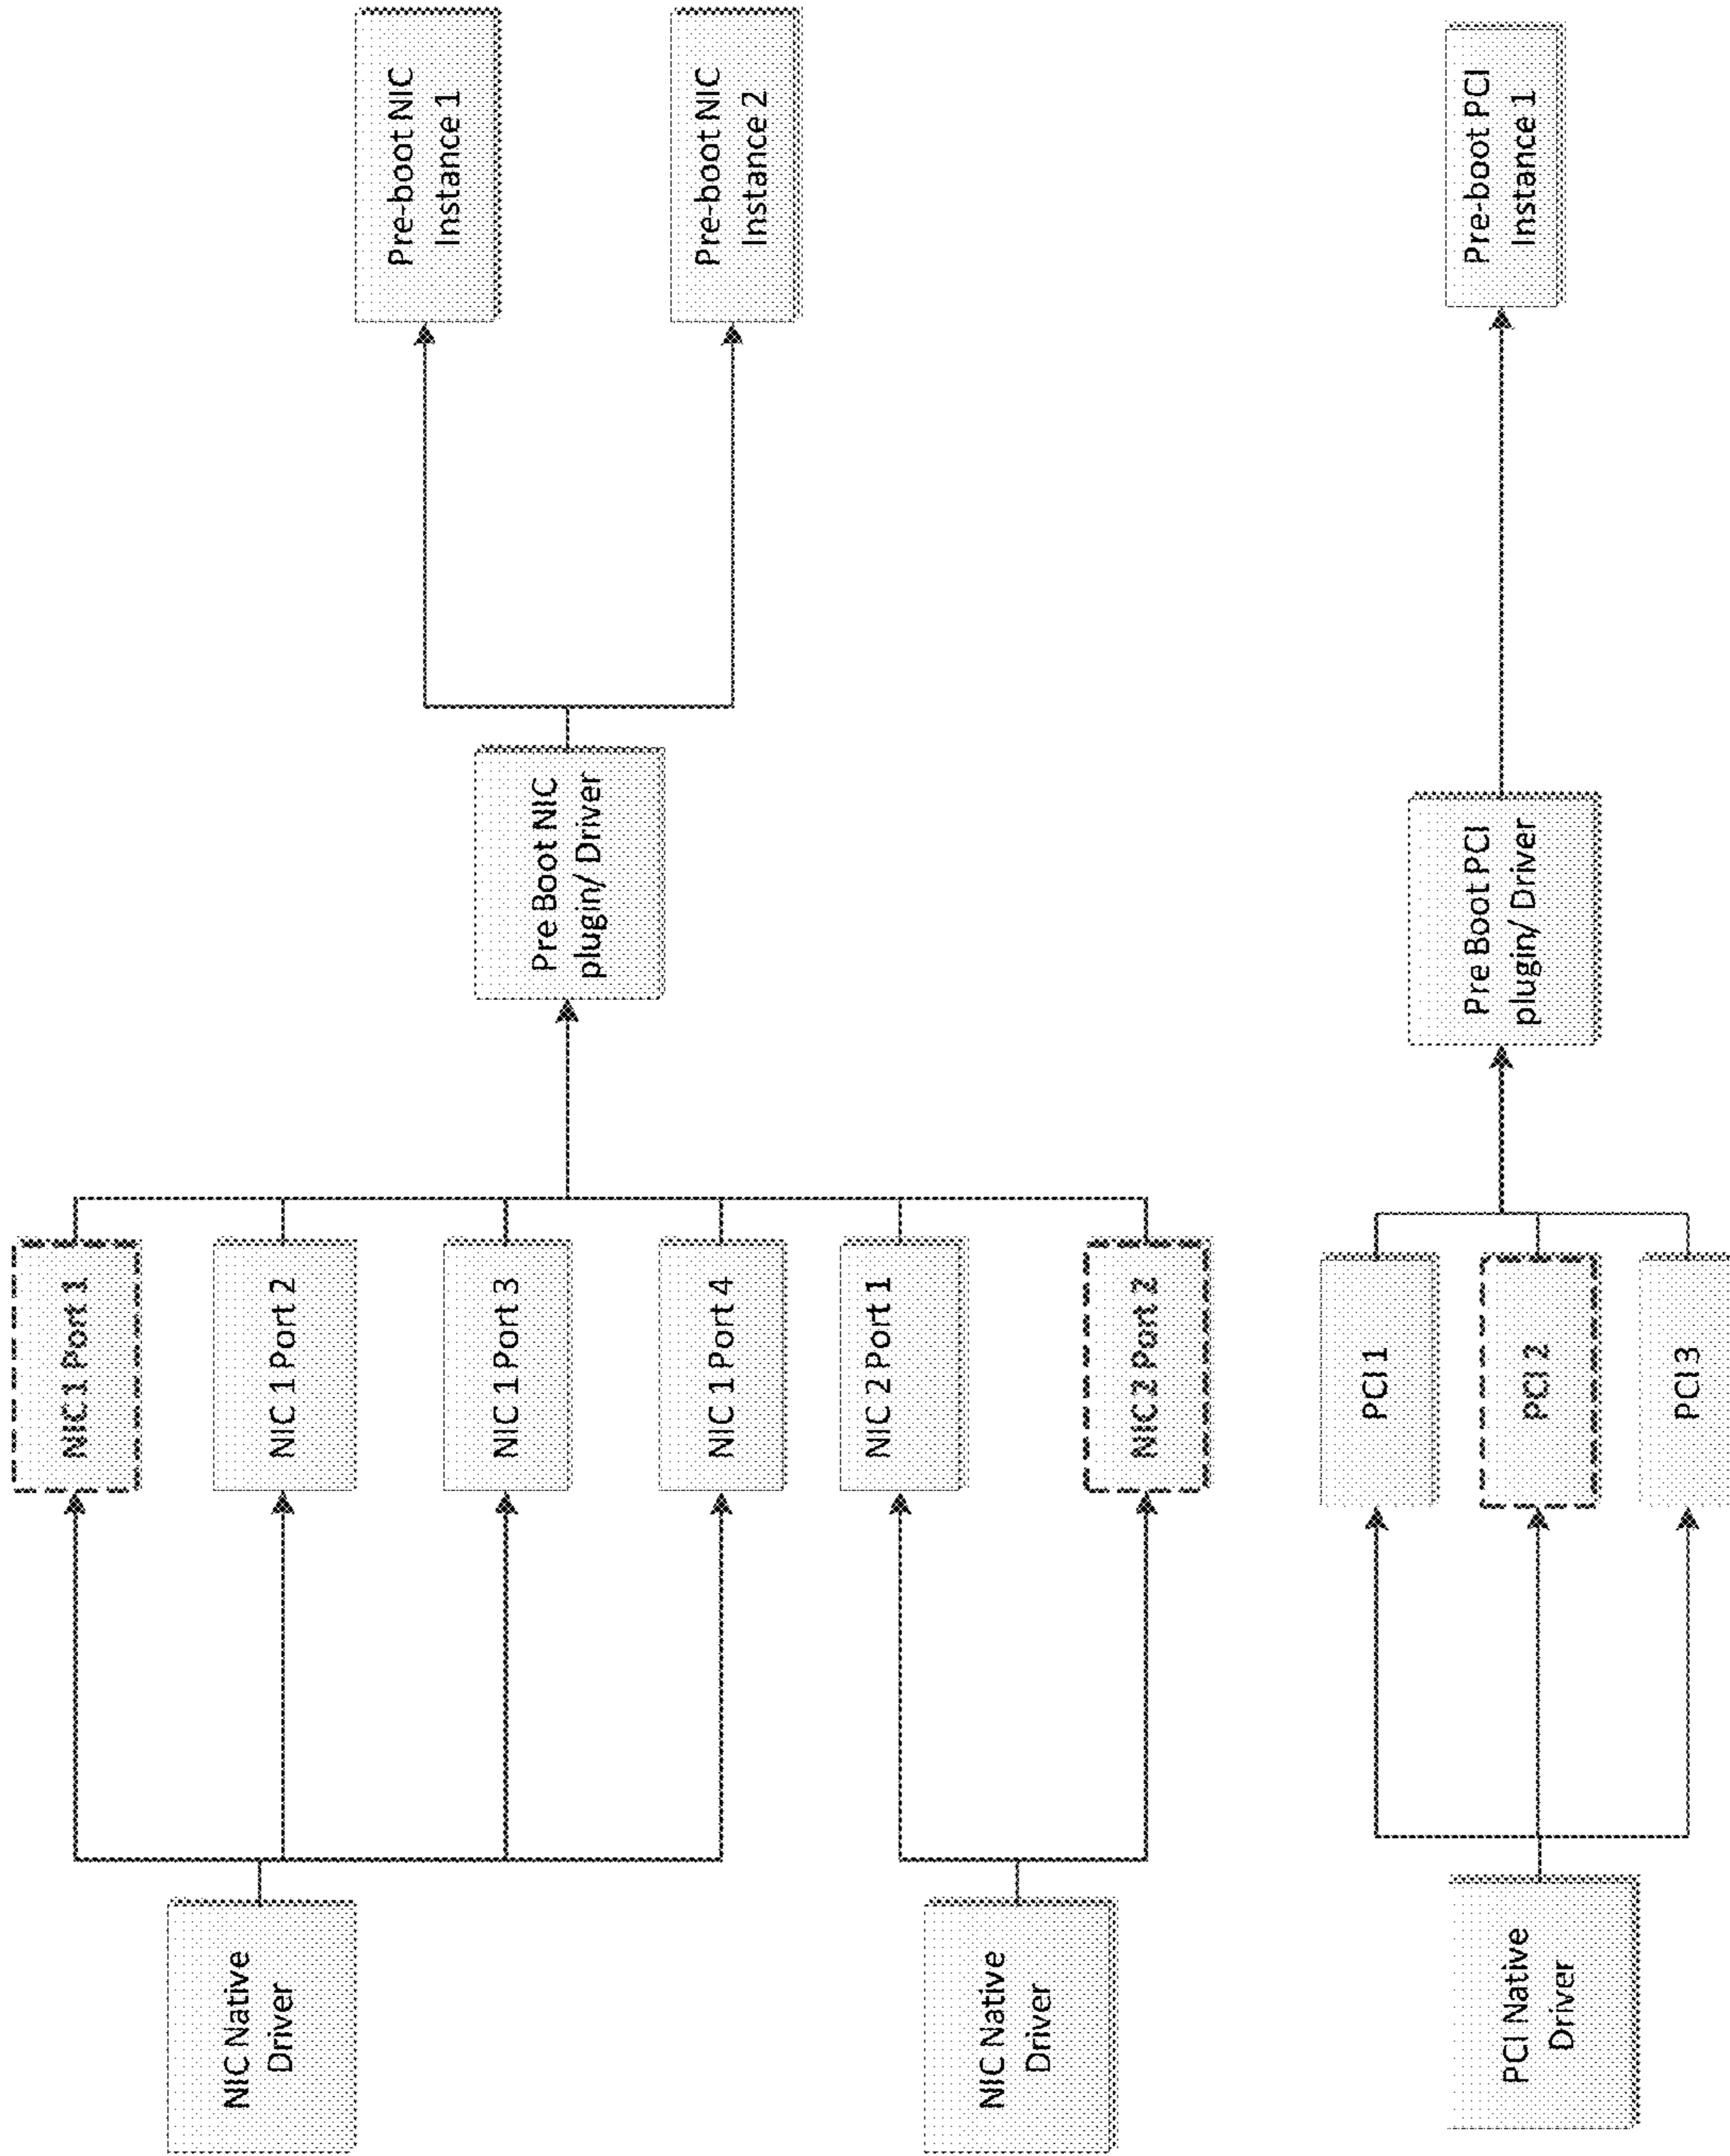 NIC Native
Driver
NIC 1 Port 1
NIC 1 Port 2
NIC 1 Port 3
NIC 1 Port 4
NIC Native
Driver
NIC 2 Port 1
NIC 2 Port 2
Pre Boot NIC
plugin/ Driver
Pre-boot NIC
Instance 1
Pre-boot NIC
Instance 2
PCI Native
Driver
PCI 1
PCI 2
PCI 3
Pre Boot PCI
plugin/ Driver
Pre-boot PCI
Instance 1